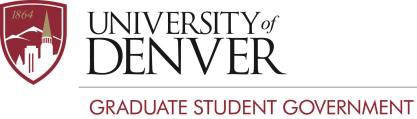 1864
UNIVERSITY of
DENVER
GRADUATE STUDENT GOVERNMENT